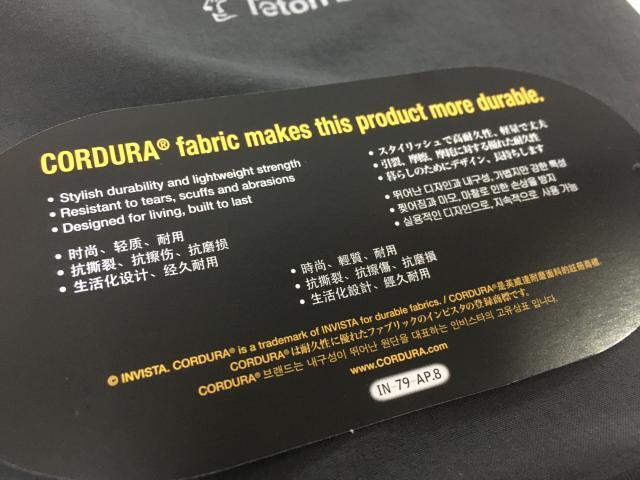 Teton
CORDURA® fabric makes this product more durable.
• Stylish durability and lightweight strength
• Resistant to tears, scuffs and abrasions
• Designed for living, built to last
• 时尚、轻质、耐用
• 抗撕裂、抗擦伤、抗磨损
• 生活化设计、经久耐用
• スタイリッシュで高耐久性、軽量で丈夫
• 引裂、摩擦、摩耗に対する優れた耐久性
• 暮らしのためにデザイン、長持ちします
• 뛰어난 디자인과 내구성, 가볍지만 강한 특성
• 찢어짐과 마모, 마찰로 인한 손상을 방지
• 실용적인 디자인으로, 지속적으로 사용 가능
• 時尚、輕質、耐用
• 抗撕裂、抗擦傷、抗磨損
• 生活化設計、經久耐用
© INVISTA. CORDURA® is a trademark of INVISTA for durable fabrics. / CORDURA®是英威達耐磨面料的註冊商標.
CORDURA® は耐久性に優れたファブリックのインビスタの登録商標です.
CORDURA® 브랜드는 내구성이 뛰어난 원단을 대표하는 인비스타의 고유상표 입니다.
www.CORDURA.com
IN-79-AP.8